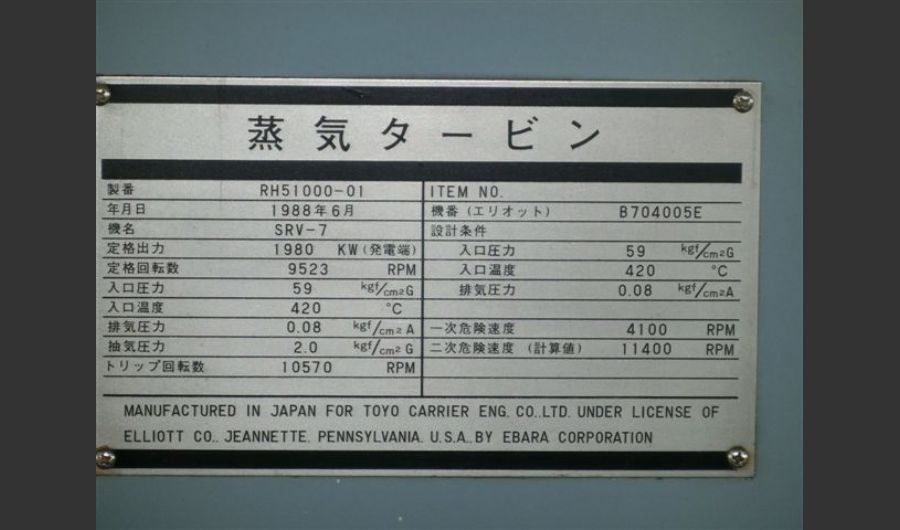 蒸気タービン
製番 RH51000-01
年月日 1988年6月
機名 SRV-7
定格出力 1980 KW(発電端)
定格回転数 9523 RPM
入口圧力 59 kgf/cm2G
入口温度 420 °C
排気圧力 0.08 kgf/cm2 A
抽気圧力 2.0 kgf/cm2 G
トリップ回転数 10570 RPM
ITEM NO.
機番 (エリオット) B704005E
設計条件
入口圧力 59 kgf/cm2G
入口温度 420 °C
排気圧力 0.08 kgf/cm2A
一次危険速度 4100 RPM
二次危険速度 (計算値) 11400 RPM
MANUFACTURED IN JAPAN FOR TOYO CARRIER ENG. CO.,LTD. UNDER LICENSE OF
ELLIOTT CO., JEANNETTE, PENNSYLVANIA, U.S.A., BY EBARA CORPORATION